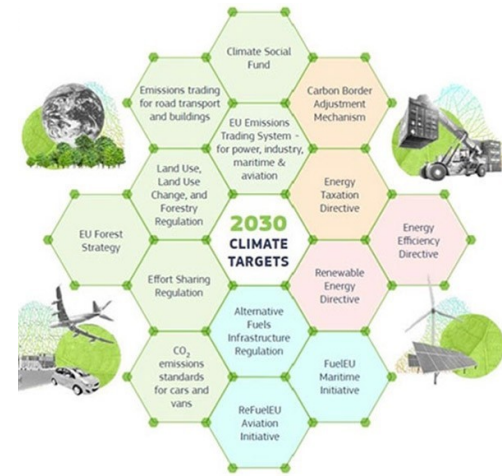 Climate Social
Fund
Emissions trading
for road transport
and buildings
Carbon Border
Adjustment
Mechanism
EU Emissions
Trading System -
for power, industry,
maritime &
aviation
Land Use,
Land Use
Change, and
Forestry
Regulation
Energy
Taxation
Directive
EU Forest
Strategy
2030
CLIMATE
TARGETS
Energy
Efficiency
Directive
Effort Sharing
Regulation
Renewable
Energy
Directive
Alternative
Fuels
Infrastructure
Regulation
CO₂
emissions
standards
for cars and
vans
FuelEU
Maritime
Initiative
ReFuelEU
Aviation
Initiative